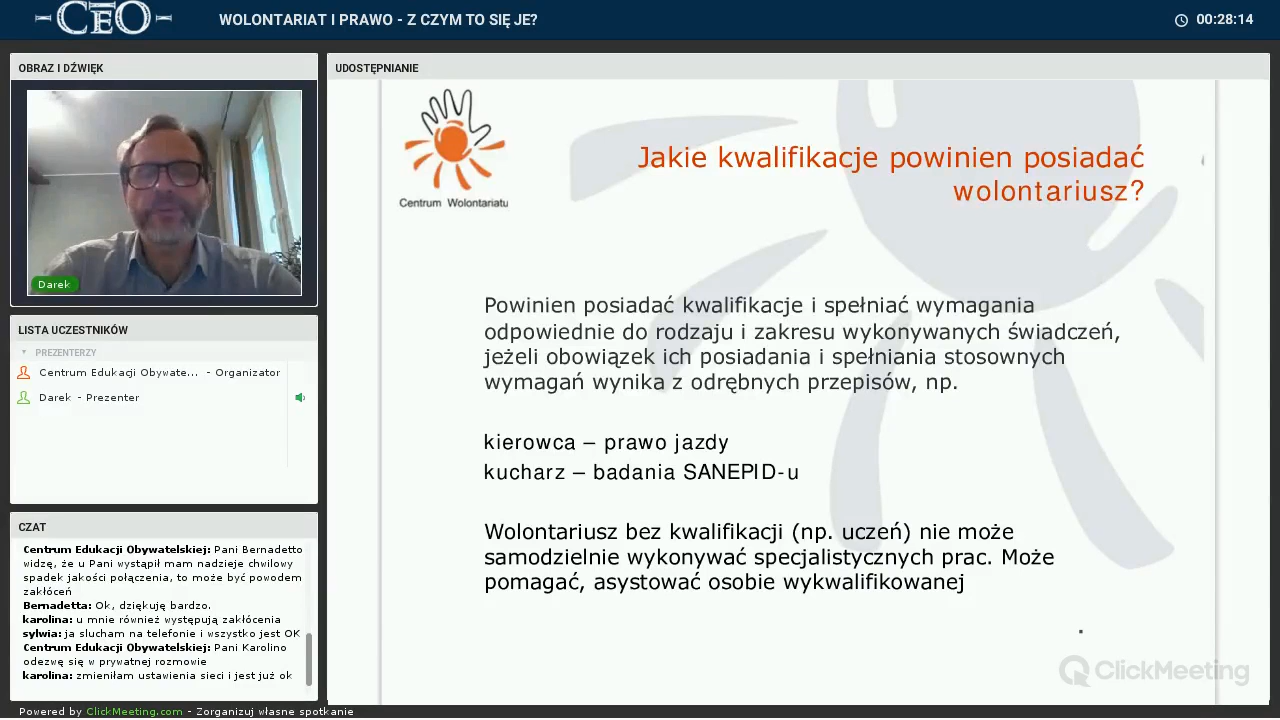 CEO
WOLONTARIAT I PRAWO - Z CZYM TO SIĘ JE?
00:28:14
OBRAZ I DŹWIĘK
Darek
LISTA UCZESTNIKÓW
PREZENTERZY
Centrum Edukacji Obywate... - Organizator
Darek - Prezenter
CZAT
Centrum Edukacji Obywatelskiej: Pani Bernadetto
widzę, że u Pani wystąpił mam nadzieje chwilowy
spadek jakości połączenia, to może być powodem
zakłóceń
Bernadetta: Ok, dziękuję bardzo.
karolina: u mnie również występują zakłócenia
sylwia: ja slucham na telefonie i wszystko jest OK
Centrum Edukacji Obywatelskiej: Pani Karolino
odezwę się w prywatnej rozmowie
karolina: zmieniłam ustawienia sieci i jest już ok
UDOSTĘPNIANIE
Centrum Wolontariatu
Jakie kwalifikacje powinien posiadać
wolontariusz?
Powinien posiadać kwalifikacje i spełniać wymagania
odpowiednie do rodzaju i zakresu wykonywanych świadczeń,
jeżeli obowiązek ich posiadania i spełniania stosownych
wymagań wynika z odrębnych przepisów, np.
kierowca – prawo jazdy
kucharz – badania SANEPID-u
Wolontariusz bez kwalifikacji (np. uczeń) nie może
samodzielnie wykonywać specjalistycznych prac. Może
pomagać, asystować osobie wykwalifikowanej
.
ClickMeeting
Powered by ClickMeeting.com - Zorganizuj własne spotkanie